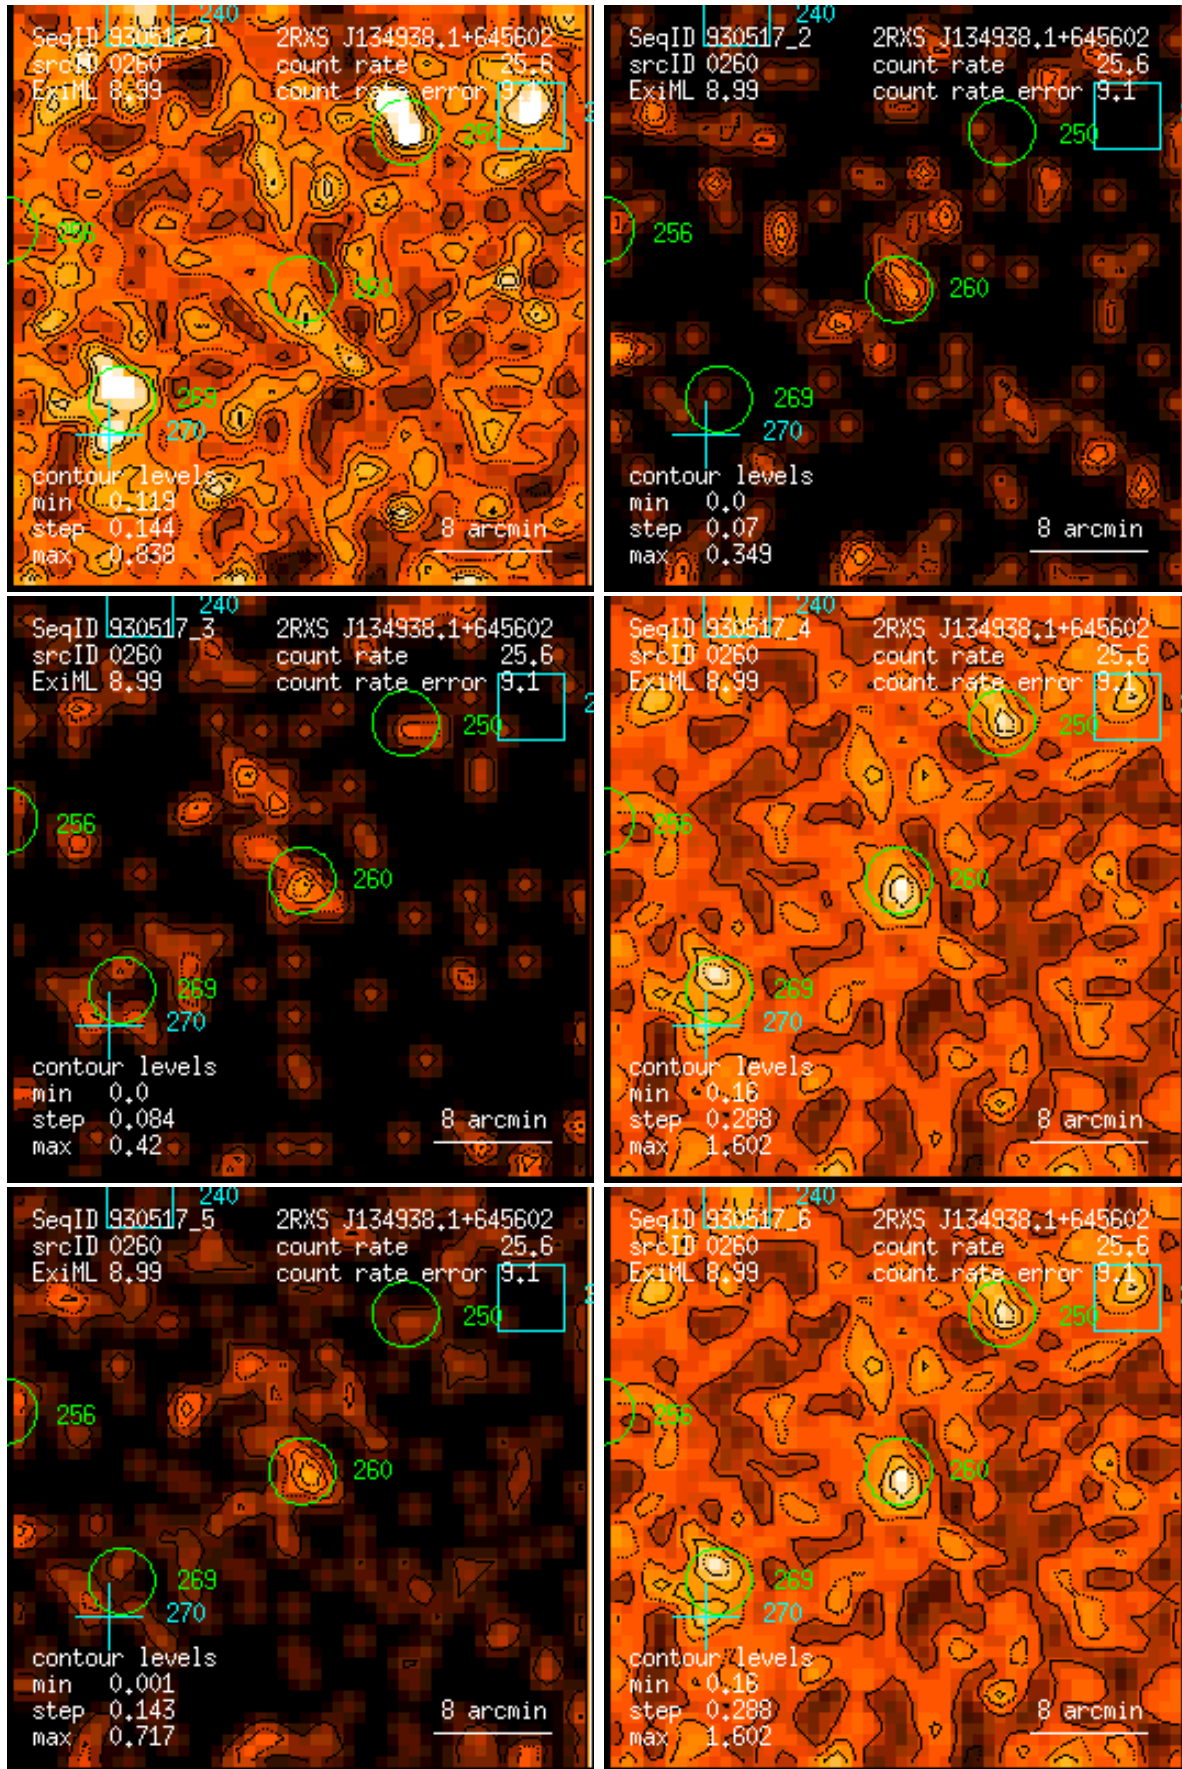 240
SeqID 930517_1 2RXS J134938.1+645602
srcID 0260 count rate 25.6
ExiML 8.99 count rate error 9.1
250
256
260
269
270
contour levels
min 0.119
step 0.144 8 arcmin
max 0.838
240
SeqID 930517_2 2RXS J134938.1+645602
srcID 0260 count rate 25.6
ExiML 8.99 count rate error 9.1
250
256
260
269
270
contour levels
min 0.0
step 0.07 8 arcmin
max 0.349
240
SeqID 930517_3 2RXS J134938.1+645602
srcID 0260 count rate 25.6
ExiML 8.99 count rate error 9.1
250
256
260
269
270
contour levels
min 0.0
step 0.084 8 arcmin
max 0.42
240
SeqID 930517_4 2RXS J134938.1+645602
srcID 0260 count rate 25.6
ExiML 8.99 count rate error 9.1
250
256
260
269
270
contour levels
min 0.16
step 0.288 8 arcmin
max 1.602
240
SeqID 930517_5 2RXS J134938.1+645602
srcID 0260 count rate 25.6
ExiML 8.99 count rate error 9.1
250
256
260
269
270
contour levels
min 0.001
step 0.143 8 arcmin
max 0.717
240
SeqID 930517_6 2RXS J134938.1+645602
srcID 0260 count rate 25.6
ExiML 8.99 count rate error 9.1
250
256
260
269
270
contour levels
min 0.16
step 0.288 8 arcmin
max 1.602